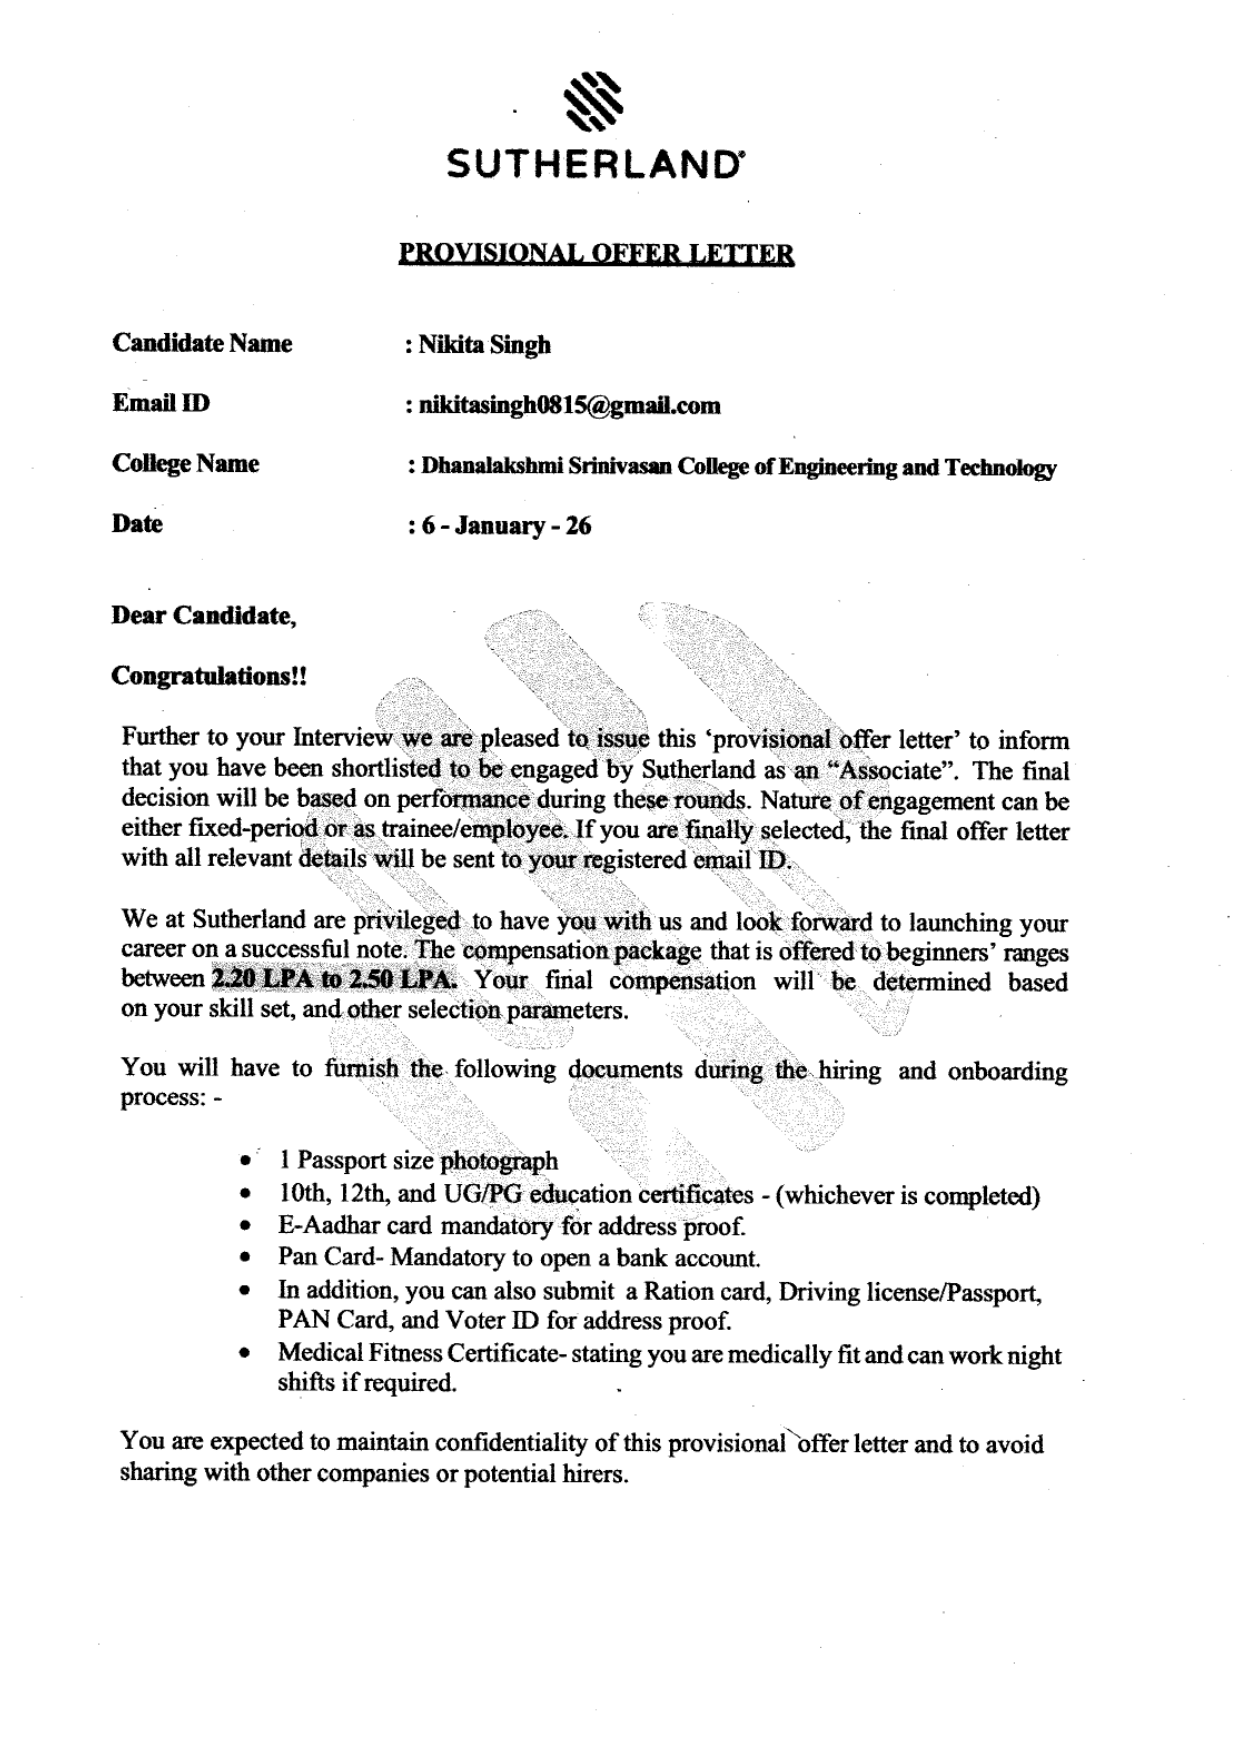 SUTHERLAND
PROVISIONAL OFFER LETTER
Candidate Name : Nikita Singh
Email ID : nikitasingh0815@gmail.com
College Name : Dhanalakshmi Srinivasan College of Engineering and Technology
Date : 6 - January - 26
Dear Candidate,
Congratulations!!
Further to your Interview we are pleased to issue this ‘provisional offer letter’ to inform
that you have been shortlisted to be engaged by Sutherland as an “Associate”. The final
decision will be based on performance during these rounds. Nature of engagement can be
either fixed-period or as trainee/employee. If you are finally selected, the final offer letter
with all relevant details will be sent to your registered email ID.
We at Sutherland are privileged to have you with us and look forward to launching your
career on a successful note. The compensation package that is offered to beginners’ ranges
between 2.20 LPA to 2.50 LPA. Your final compensation will be determined based
on your skill set, and other selection parameters.
You will have to furnish the following documents during the hiring and onboarding
process: -
• 1 Passport size photograph
• 10th, 12th, and UG/PG education certificates - (whichever is completed)
• E-Aadhar card mandatory for address proof.
• Pan Card- Mandatory to open a bank account.
• In addition, you can also submit a Ration card, Driving license/Passport,
PAN Card, and Voter ID for address proof.
• Medical Fitness Certificate- stating you are medically fit and can work night
shifts if required.
You are expected to maintain confidentiality of this provisional offer letter and to avoid
sharing with other companies or potential hirers.